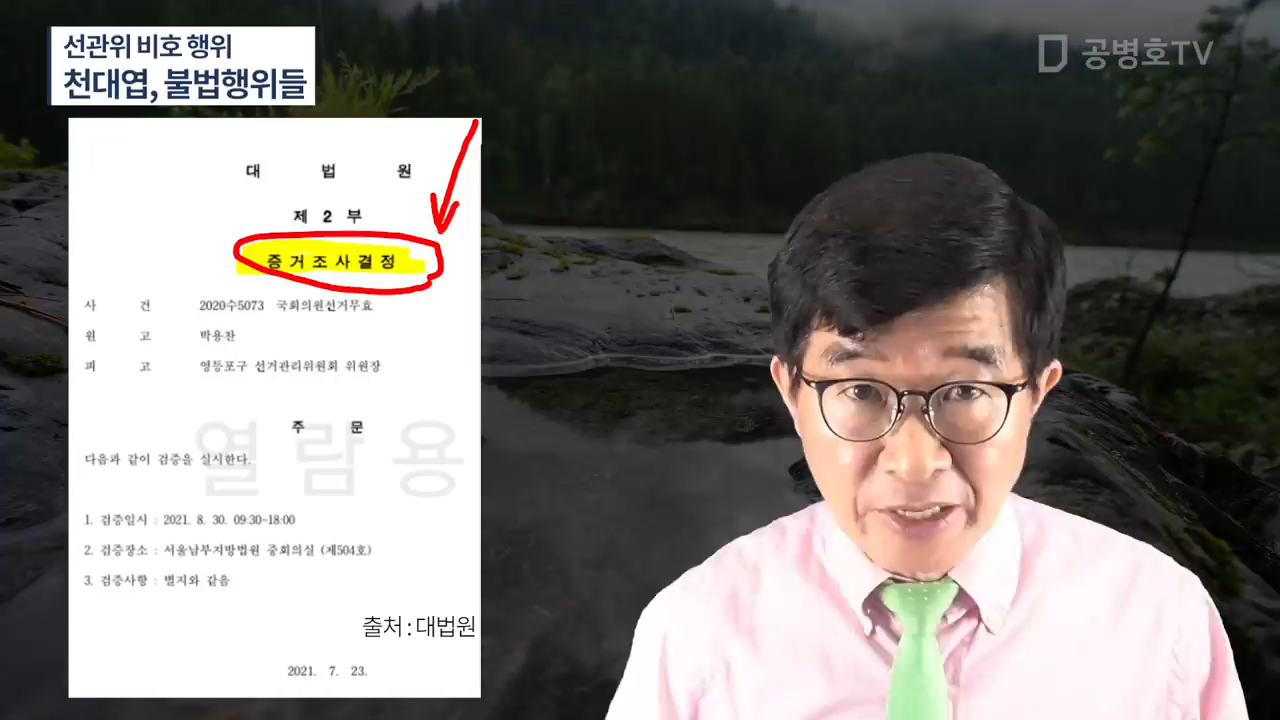 선관위 비호 행위
천대엽, 불법행위들
공병호TV
대 법 원
제 2 부
증 거 조 사 결 정
사 건 2020수5073 국회의원선거무효
원 고 박용찬
피 고 영등포구 선거관리위원회 위원장
주 문
열 람 용
다음과 같이 검증을 실시한다.
1. 검증일시 : 2021. 8. 30. 09:30~18:00
2. 검증장소 : 서울남부지방법원 중회의실 (제504호)
3. 검증사항 : 별지와 같음
출처 : 대법원
2021. 7. 23.